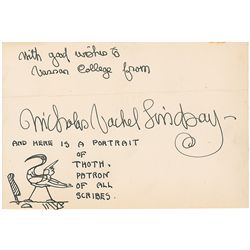 With good wishes to
Vassar College from
Nicholas Vachel Lindsay -
AND HERE IS A PORTRAIT
OF
THOTH,
PATRON
OF ALL
SCRIBES.